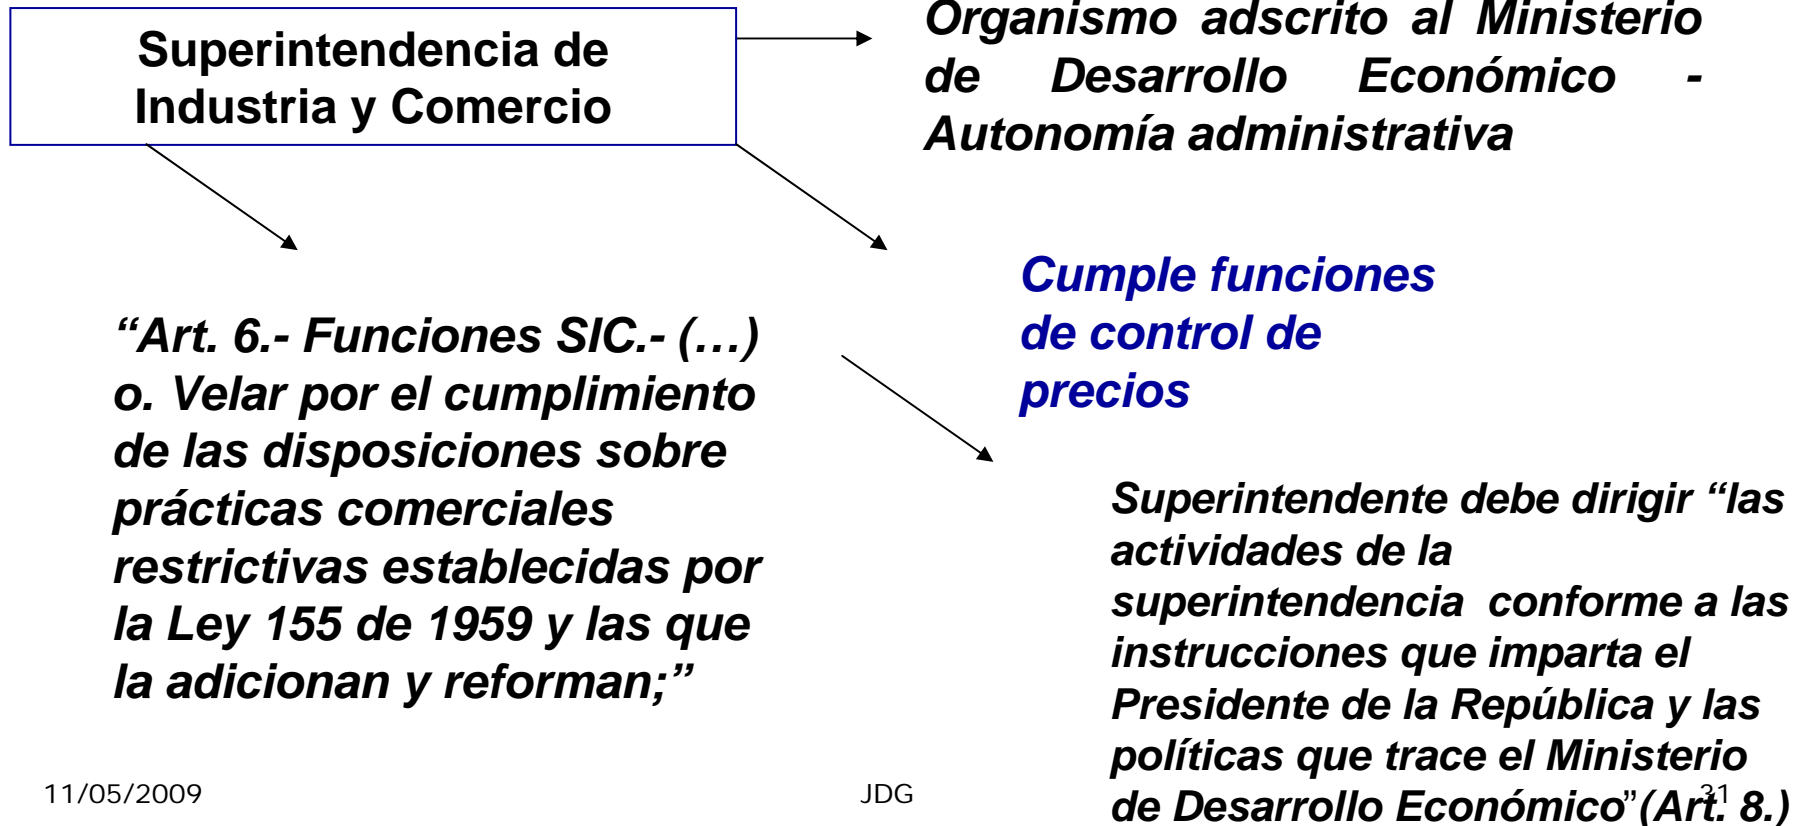 Superintendencia de
Industria y Comercio
Organismo adscrito al Ministerio
de Desarrollo Económico -
Autonomía administrativa
Cumple funciones
de control de
precios
“Art. 6.- Funciones SIC.- (…)
o. Velar por el cumplimiento
de las disposiciones sobre
prácticas comerciales
restrictivas establecidas por
la Ley 155 de 1959 y las que
la adicionan y reforman;”
Superintendente debe dirigir “las
actividades de la
superintendencia conforme a las
instrucciones que imparta el
Presidente de la República y las
políticas que trace el Ministerio
de Desarrollo Económico”(Art. 8.)
11/05/2009
JDG
31